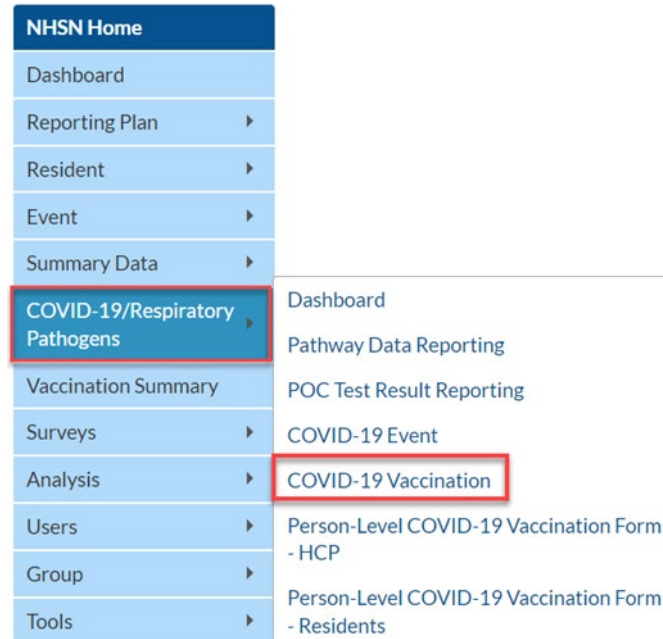 NHSN Home
Dashboard
Reporting Plan
Resident
Event
Summary Data
COVID-19/Respiratory
Pathogens
Vaccination Summary
Surveys
Analysis
Users
Group
Tools
Dashboard
Pathway Data Reporting
POC Test Result Reporting
COVID-19 Event
COVID-19 Vaccination
Person-Level COVID-19 Vaccination Form
- HCP
Person-Level COVID-19 Vaccination Form
- Residents